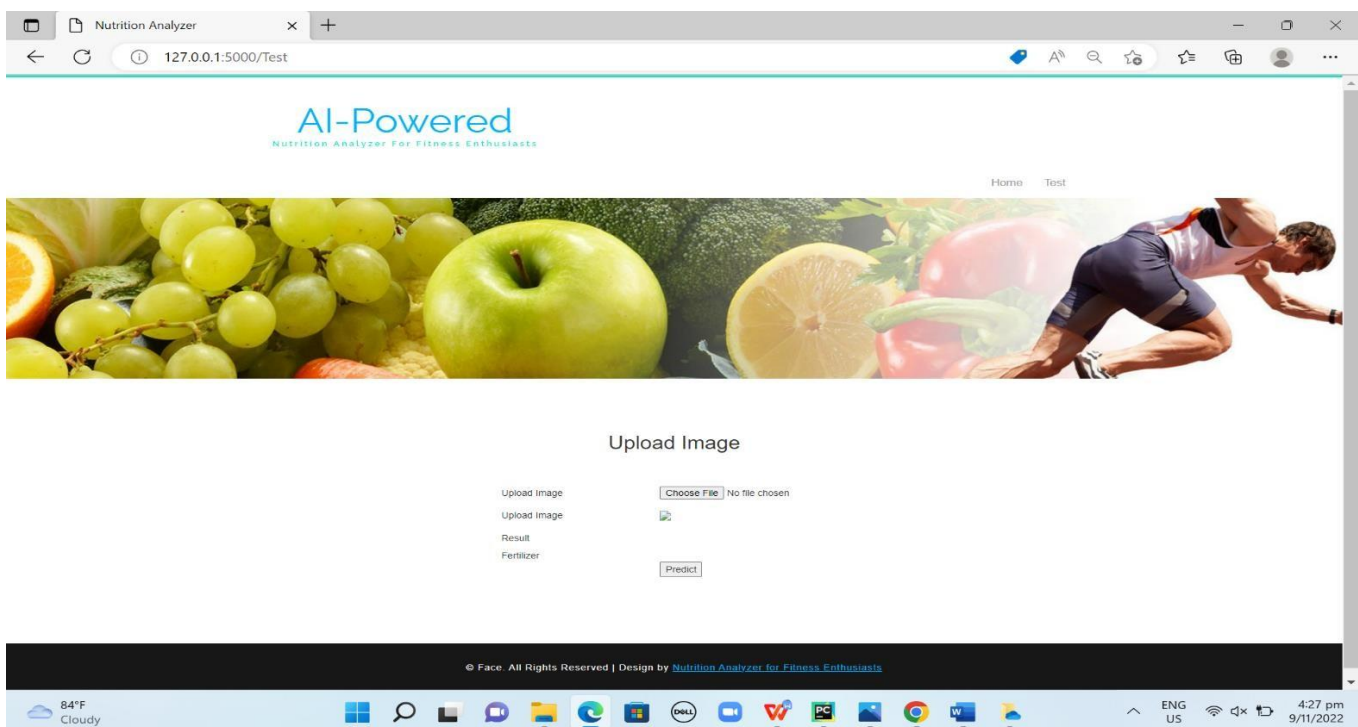 Nutrition Analyzer
127.0.0.1:5000/Test
AI-Powered
Nutrition Analyzer For Fitness Enthusiasts
Home Test
Upload Image
Upload Image Choose File No file chosen
Upload Image
Result
Fertilizer
Predict
© Face. All Rights Reserved | Design by Nutrition Analyzer for Fitness Enthusiasts
84°F
Cloudy
DELL
PC
W
ENG
US
4:27 pm
9/11/2022